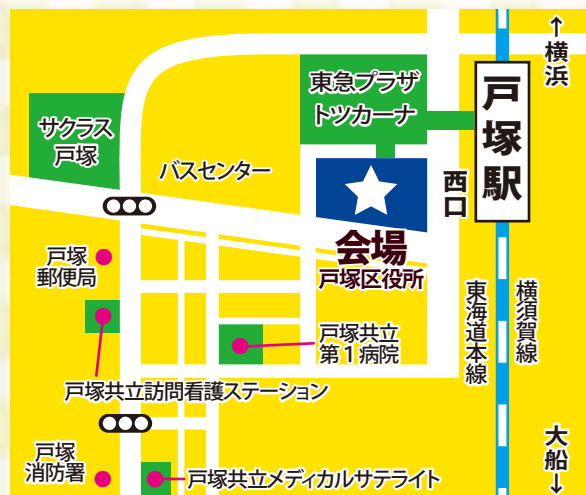 ↑横浜
東急プラザ
トツカーナ
戸塚駅
サクラス
戸塚
バスセンター
西口
会場
戸塚区役所
戸塚
郵便局
東海道本線
横須賀線
戸塚共立
第1病院
戸塚共立訪問看護ステーション
大船↓
戸塚
消防署
戸塚共立メディカルサテライト